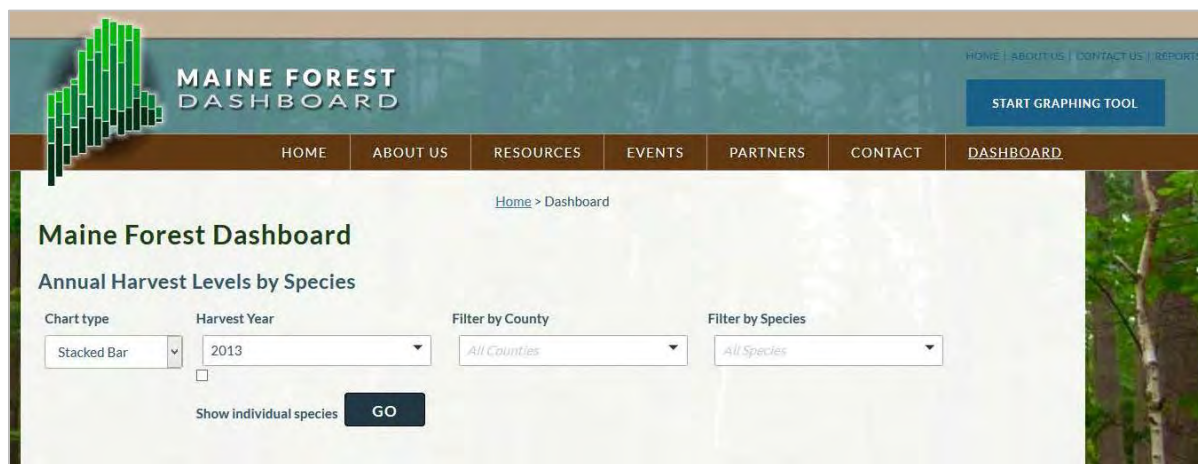 HOME | ABOUT US | CONTACT US | REPORTS
MAINE FOREST
DASHBOARD
START GRAPHING TOOL
HOME ABOUT US RESOURCES EVENTS PARTNERS CONTACT DASHBOARD
Home > Dashboard
Maine Forest Dashboard
Annual Harvest Levels by Species
Chart type Harvest Year Filter by County Filter by Species
Stacked Bar 2013 All Counties All Species
Show individual species GO